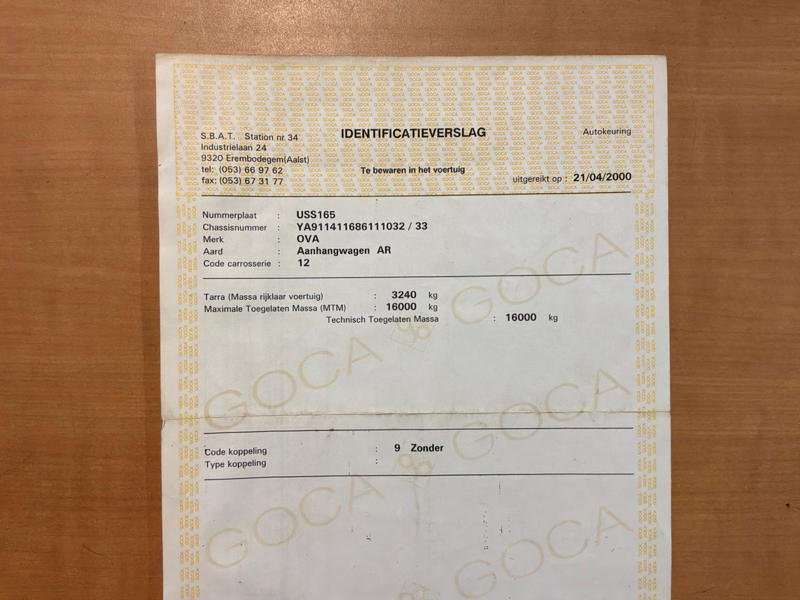 IDENTIFICATIEVERSLAG
Autokeuring
S.B.A.T. Station nr 34
Industrielaan 24
9320 Erembodegem(Aalst)
tel: (053) 66 97 62
fax: (053) 67 31 77
Te bewaren in het voertuig
uitgereikt op : 21/04/2000
Nummerplaat : USS165
Chassisnummer : YA911411686111032 / 33
Merk : OVA
Aard : Aanhangwagen AR
Code carrosserie : 12
Tarra (Massa rijklaar voertuig) : 3240 kg
Maximale Toegelaten Massa (MTM) : 16000 kg
Technisch Toegelaten Massa : 16000 kg
GOCA GOCA
Code koppeling : 9 Zonder
Type koppeling :
GOCA GOCA